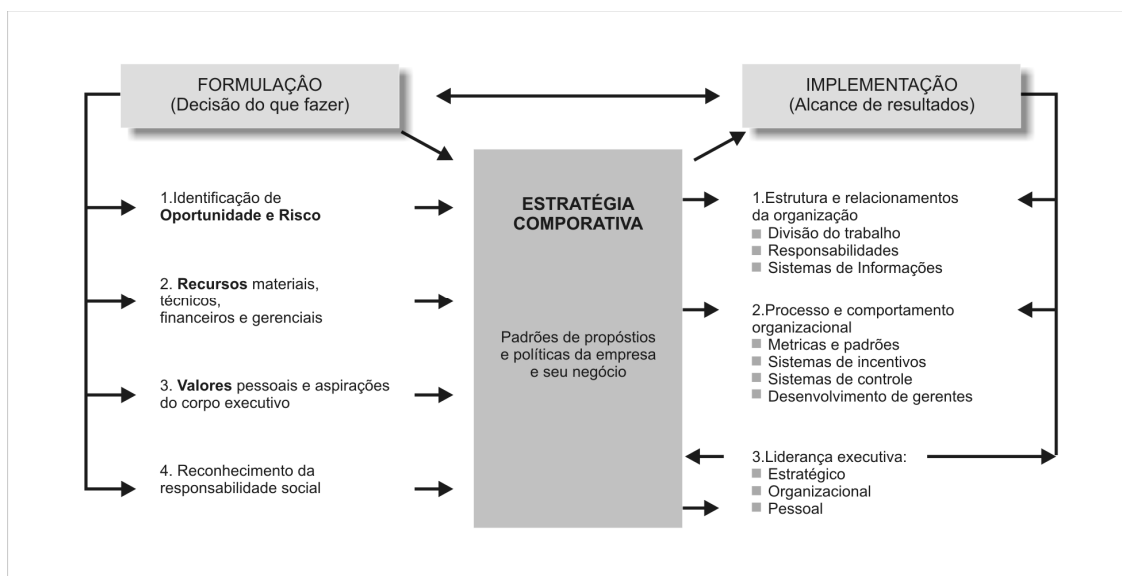 FORMULAÇÂO
(Decisão do que fazer)
1.Identificação de
Oportunidade e Risco
2. Recursos materiais,
técnicos,
financeiros e gerenciais
3. Valores pessoais e aspirações
do corpo executivo
4. Reconhecimento da
responsabilidade social
ESTRATÉGIA
COMPORATIVA
Padrões de propóstios
e políticas da empresa
e seu negócio
IMPLEMENTAÇÃO
(Alcance de resultados)
1.Estrutura e relacionamentos
da organização
Divisão do trabalho
Responsabilidades
Sistemas de Informações
2.Processo e comportamento
organizacional
Metricas e padrões
Sistemas de incentivos
Sistemas de controle
Desenvolvimento de gerentes
3.Liderança executiva:
Estratégico
Organizacional
Pessoal